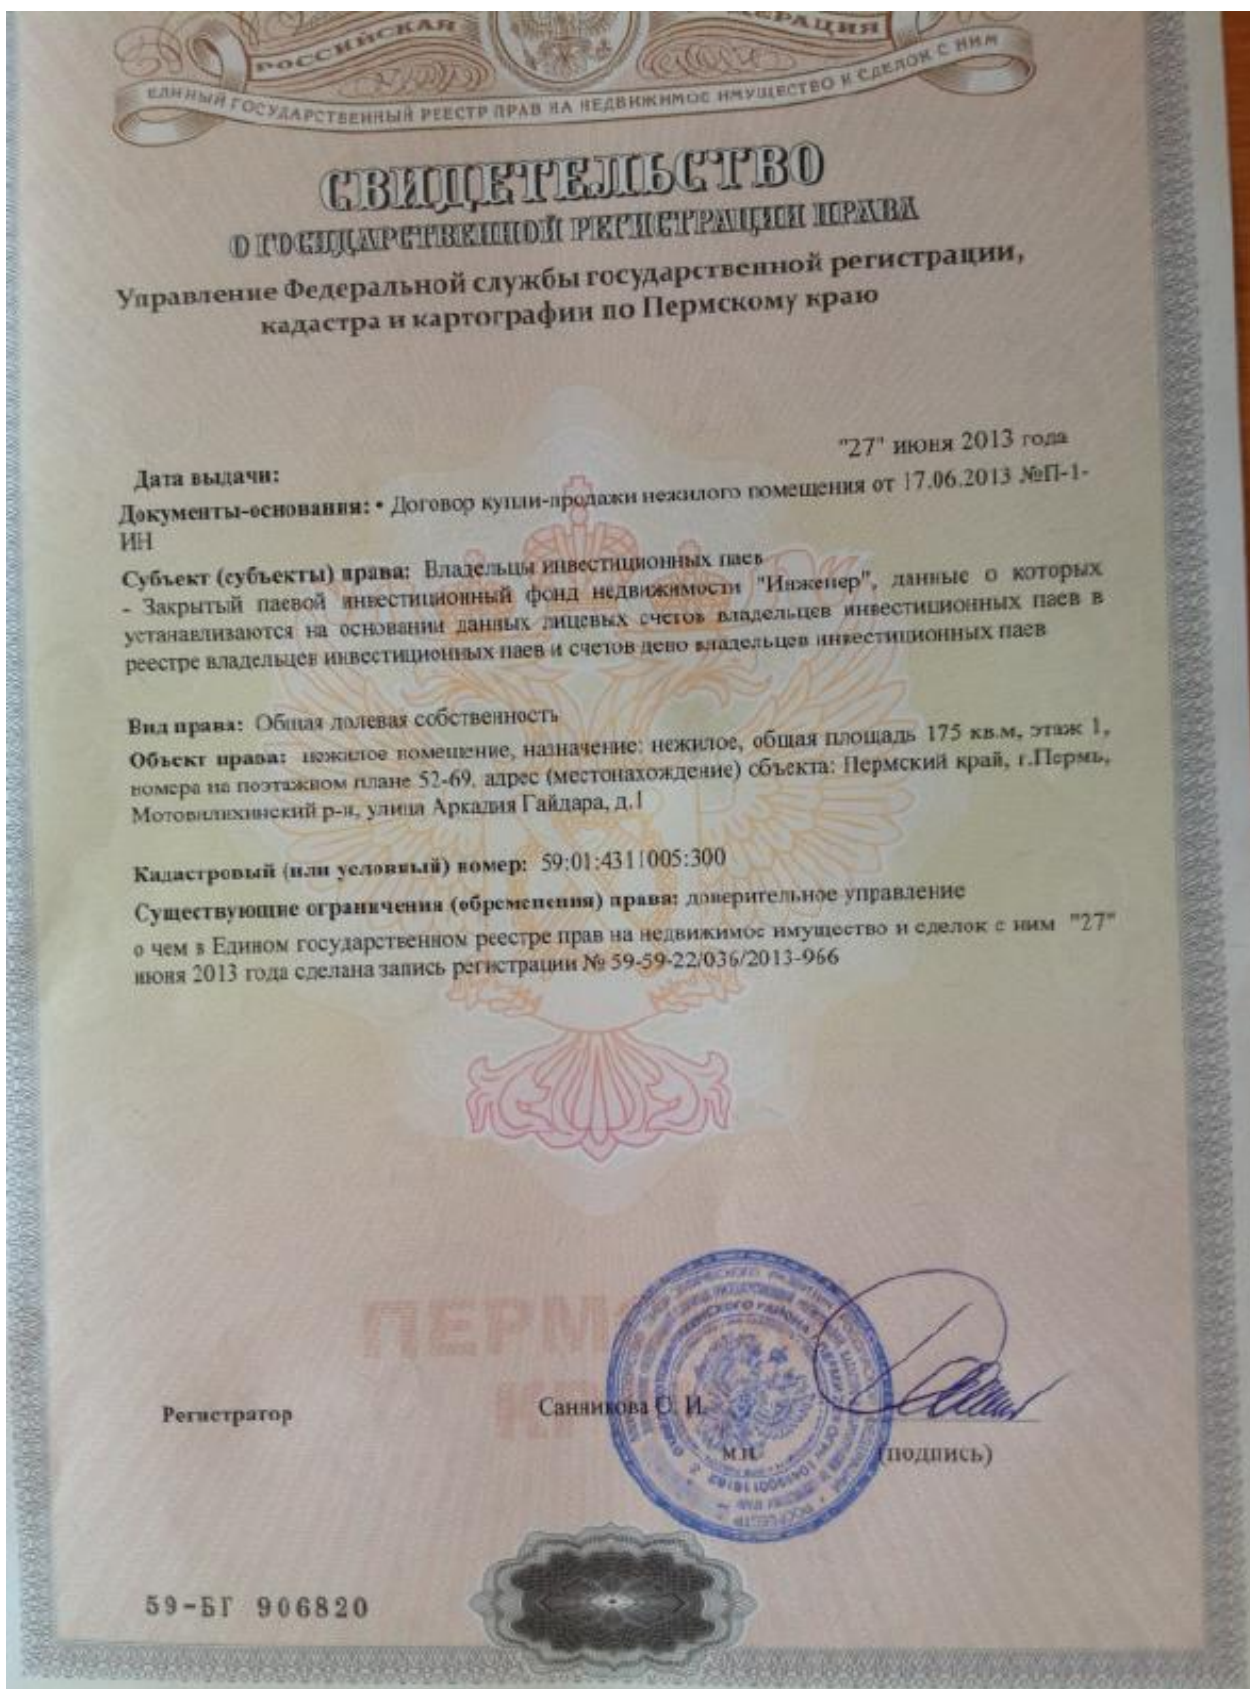 РОССИЙСКАЯ ФЕДЕРАЦИЯ
ЕДИНЫЙ ГОСУДАРСТВЕННЫЙ РЕЕСТР ПРАВ НА НЕДВИЖИМОЕ ИМУЩЕСТВО И СДЕЛОК С НИМ
СВИДЕТЕЛЬСТВО
О ГОСУДАРСТВЕННОЙ РЕГИСТРАЦИИ ПРАВА
Управление Федеральной службы государственной регистрации,
кадастра и картографии по Пермскому краю
"27" июня 2013 года
Дата выдачи:
Документы-основания: • Договор купли-продажи нежилого помещения от 17.06.2013 №П-1-
ИН
Субъект (субъекты) права: Владельцы инвестиционных паев
- Закрытый паевой инвестиционный фонд недвижимости "Инженер", данные о которых
устанавливаются на основании данных лицевых счетов владельцев инвестиционных паев в
реестре владельцев инвестиционных паев и счетов депо владельцев инвестиционных паев
Вид права: Общая долевая собственность
Объект права: нежилое помещение, назначение: нежилое, общая площадь 175 кв.м, этаж 1,
номера на поэтажном плане 52-69, адрес (местонахождение) объекта: Пермский край, г.Пермь,
Мотовилихинский р-н, улица Аркадия Гайдара, д.1
Кадастровый (или условный) номер: 59:01:4311005:300
Существующие ограничения (обременения) права: доверительное управление
о чем в Едином государственном реестре прав на недвижимое имущество и сделок с ним "27"
июня 2013 года сделана запись регистрации № 59-59-22/036/2013-966
ПЕРМС
КР
Регистратор
Санникова О. И.
м.п.
(подпись)
59-БГ 906820